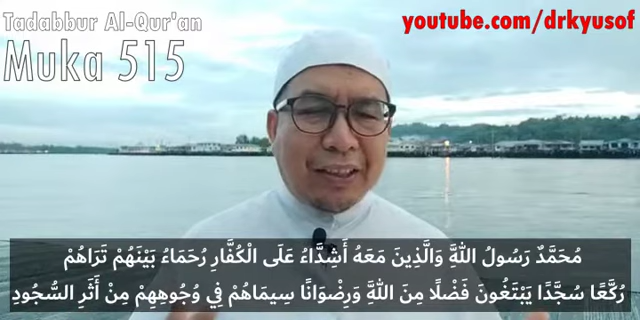 Tadabbur Al-Qur'an
Muka 515
youtube.com/drkyusof
مُحَمَّدٌ رَسُولُ اللَّهِ وَالَّذِينَ مَعَهُ أَشِدَّاءُ عَلَى الْكُفَّارِ رُحَمَاءُ بَيْنَهُمْ تَرَاهُمْ
رُكَّعًا سُجَّدًا يَبْتَغُونَ فَضْلًا مِنَ اللَّهِ وَرِضْوَانًا سِيمَاهُمْ فِي وُجُوهِهِمْ مِنْ أَثَرِ السُّجُودِ